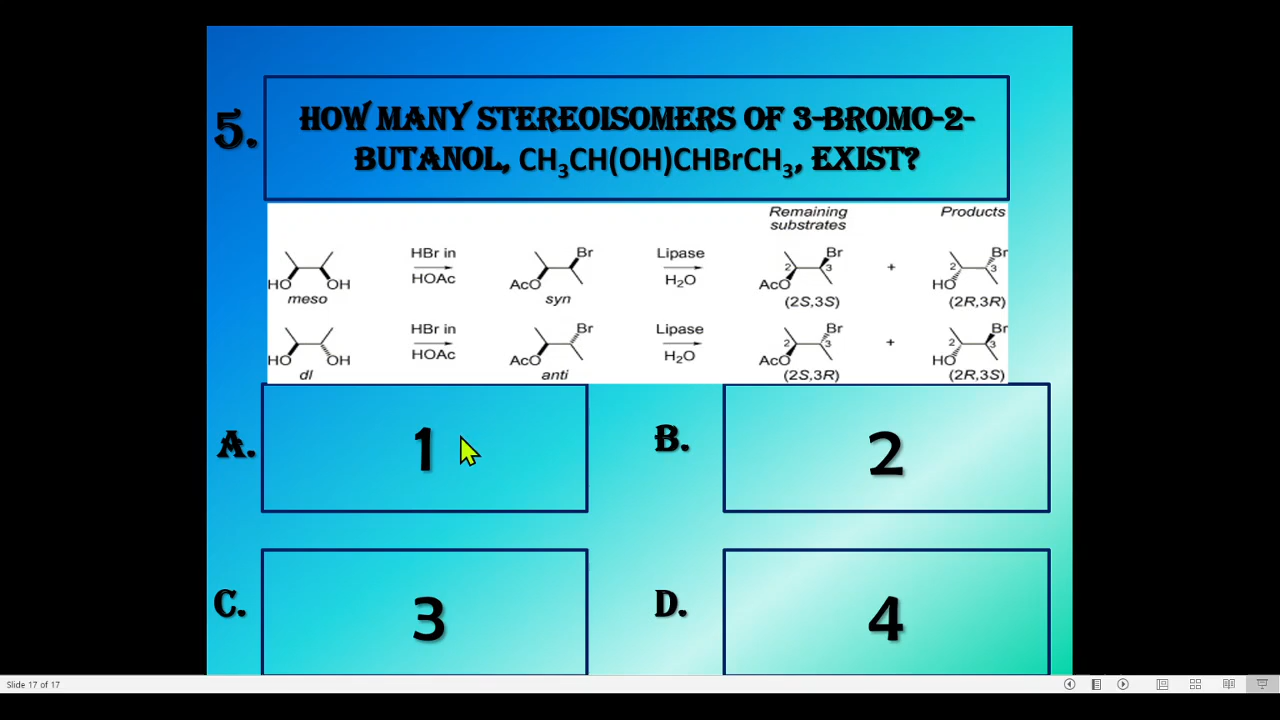 5.
HOW MANY STEREOISOMERS OF 3-BROMO-2-
BUTANOL, CH₃CH(OH)CHBrCH₃, EXIST?
Remaining substrates
Products
HBr in
HOAc
Br
AcO
Lipase
H₂O
2
3
Br
AcO
+
2
3
Br
HO
HO
OH
meso
syn
(2S,3S)
(2R,3R)
HBr in
HOAc
Br
AcO
Lipase
H₂O
2
3
Br
AcO
+
2
3
Br
HO
HO
OH
dl
anti
(2S,3R)
(2R,3S)
A.
1
B.
2
C.
3
D.
4
Slide 17 of 17